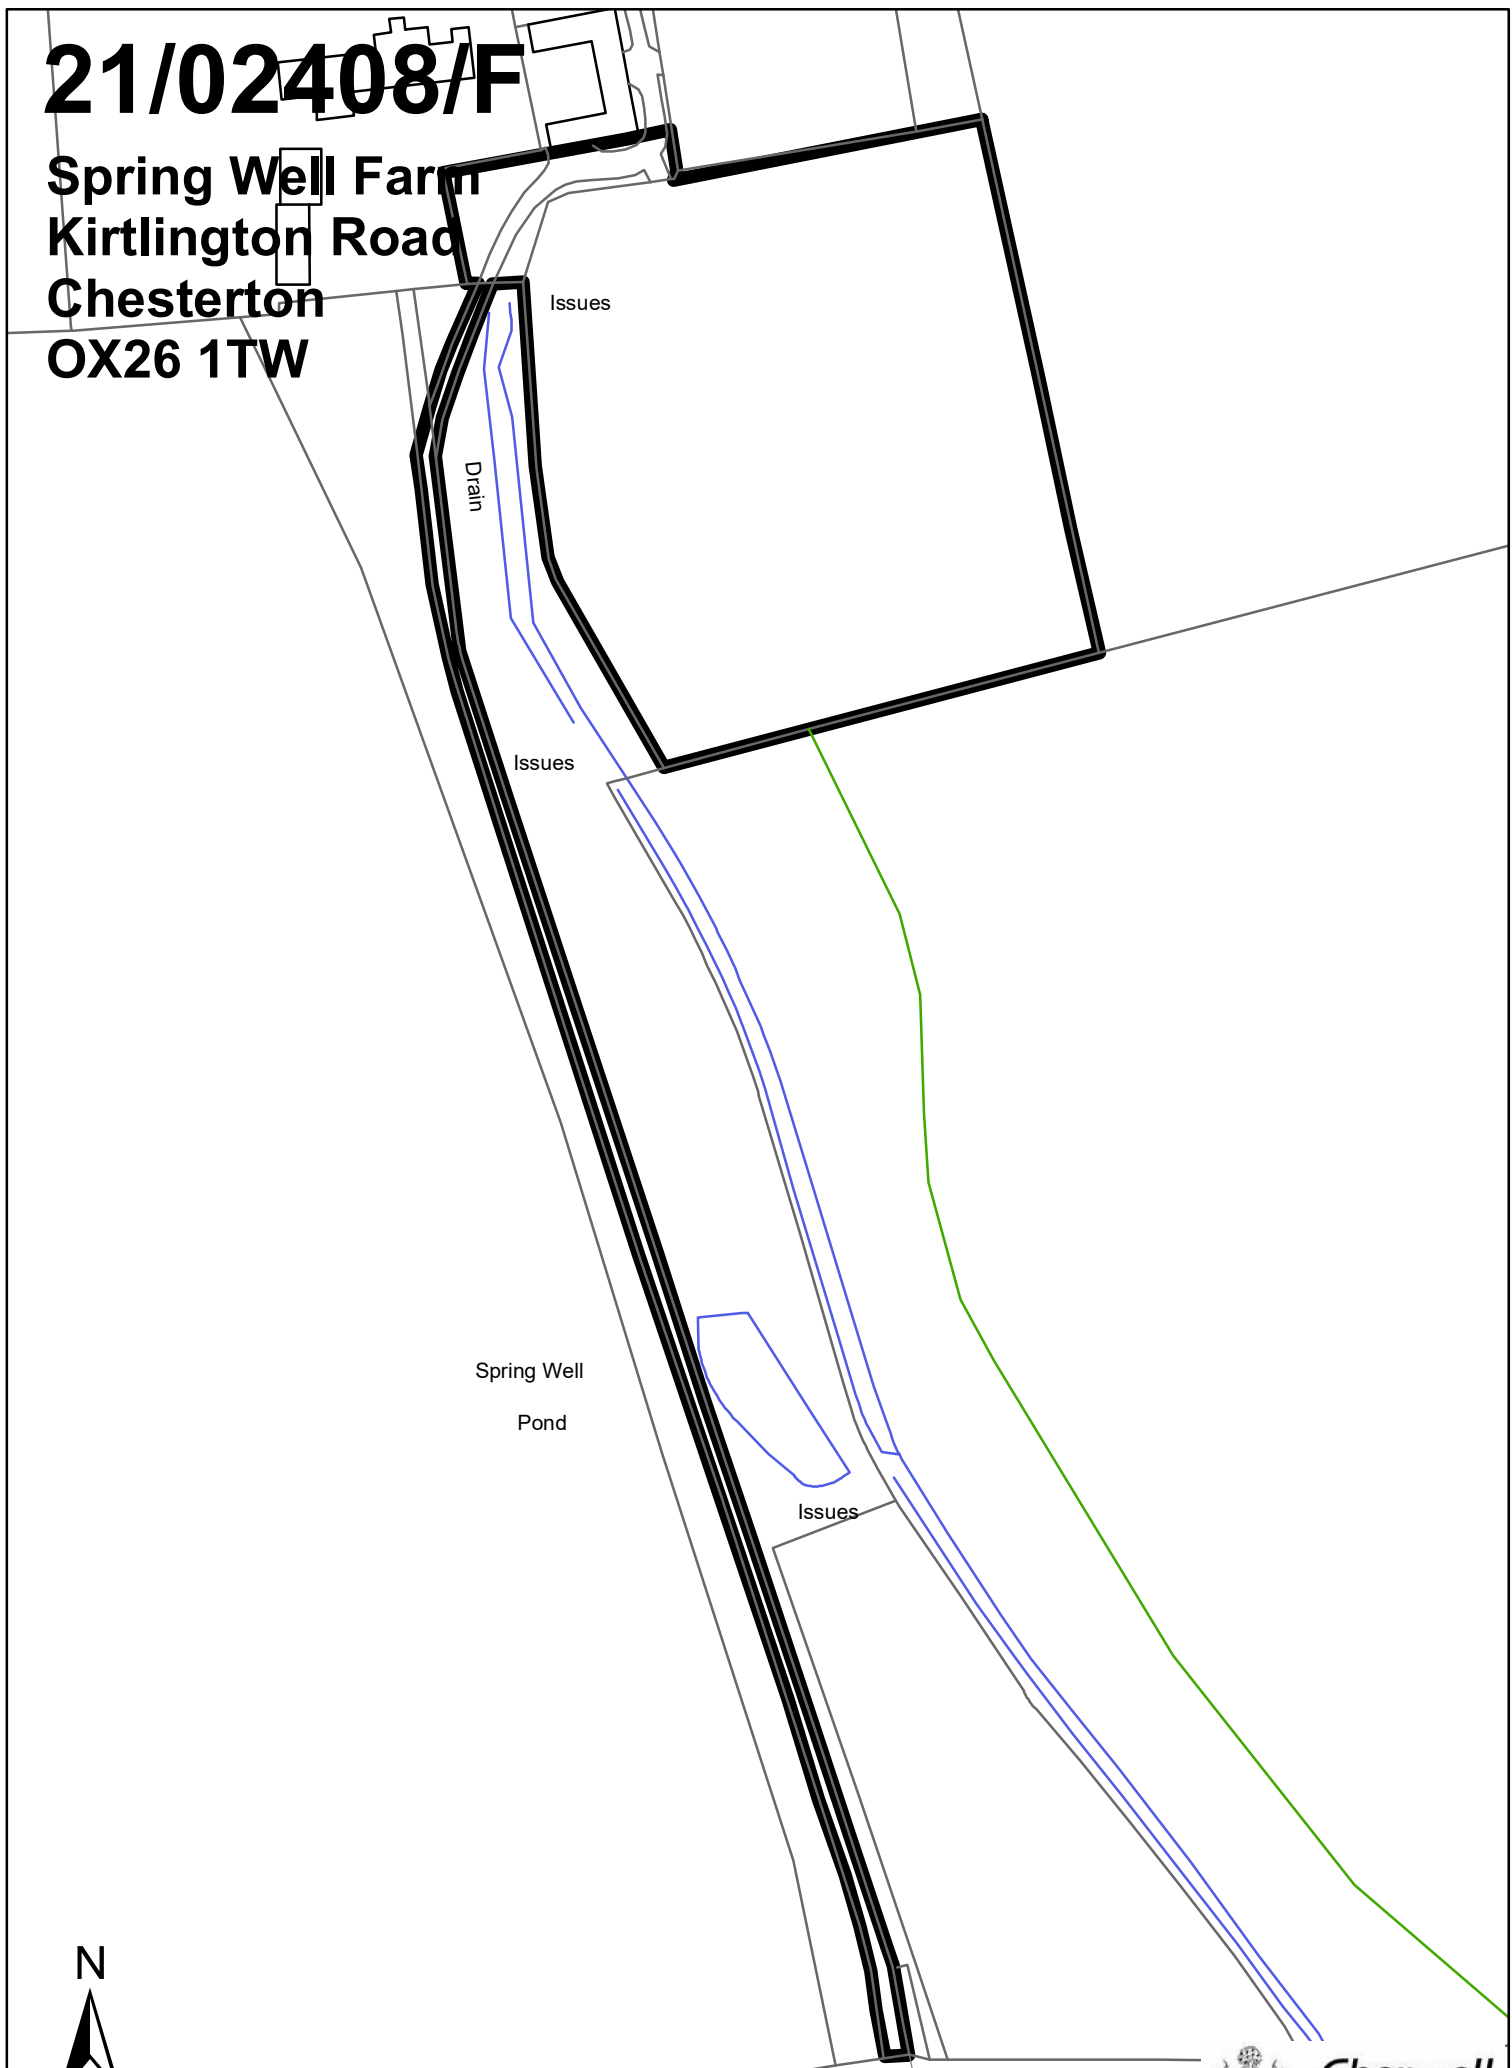 21/02408/F
Spring Well Farm
Kirtlington Road
Chesterton
OX26 1TW
Issues
Drain
Issues
Spring Well
Pond
Issues
N